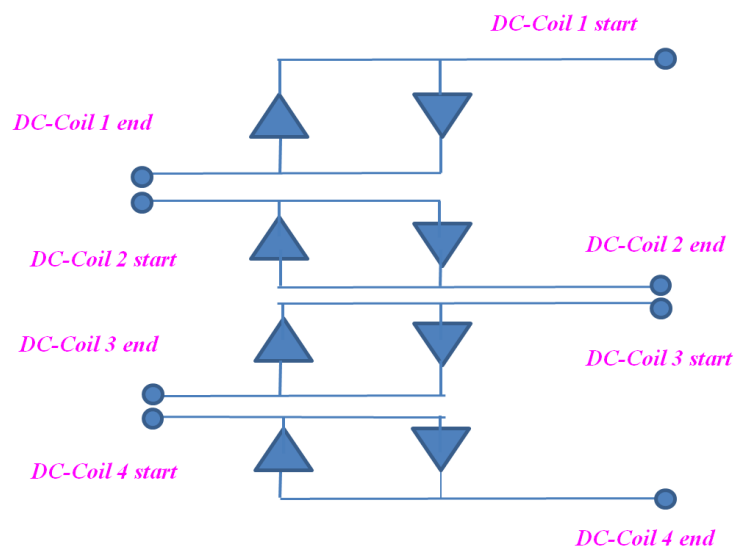 DC-Coil 1 start
DC-Coil 1 end
DC-Coil 2 end
DC-Coil 2 start
DC-Coil 3 end
DC-Coil 3 start
DC-Coil 4 start
DC-Coil 4 end